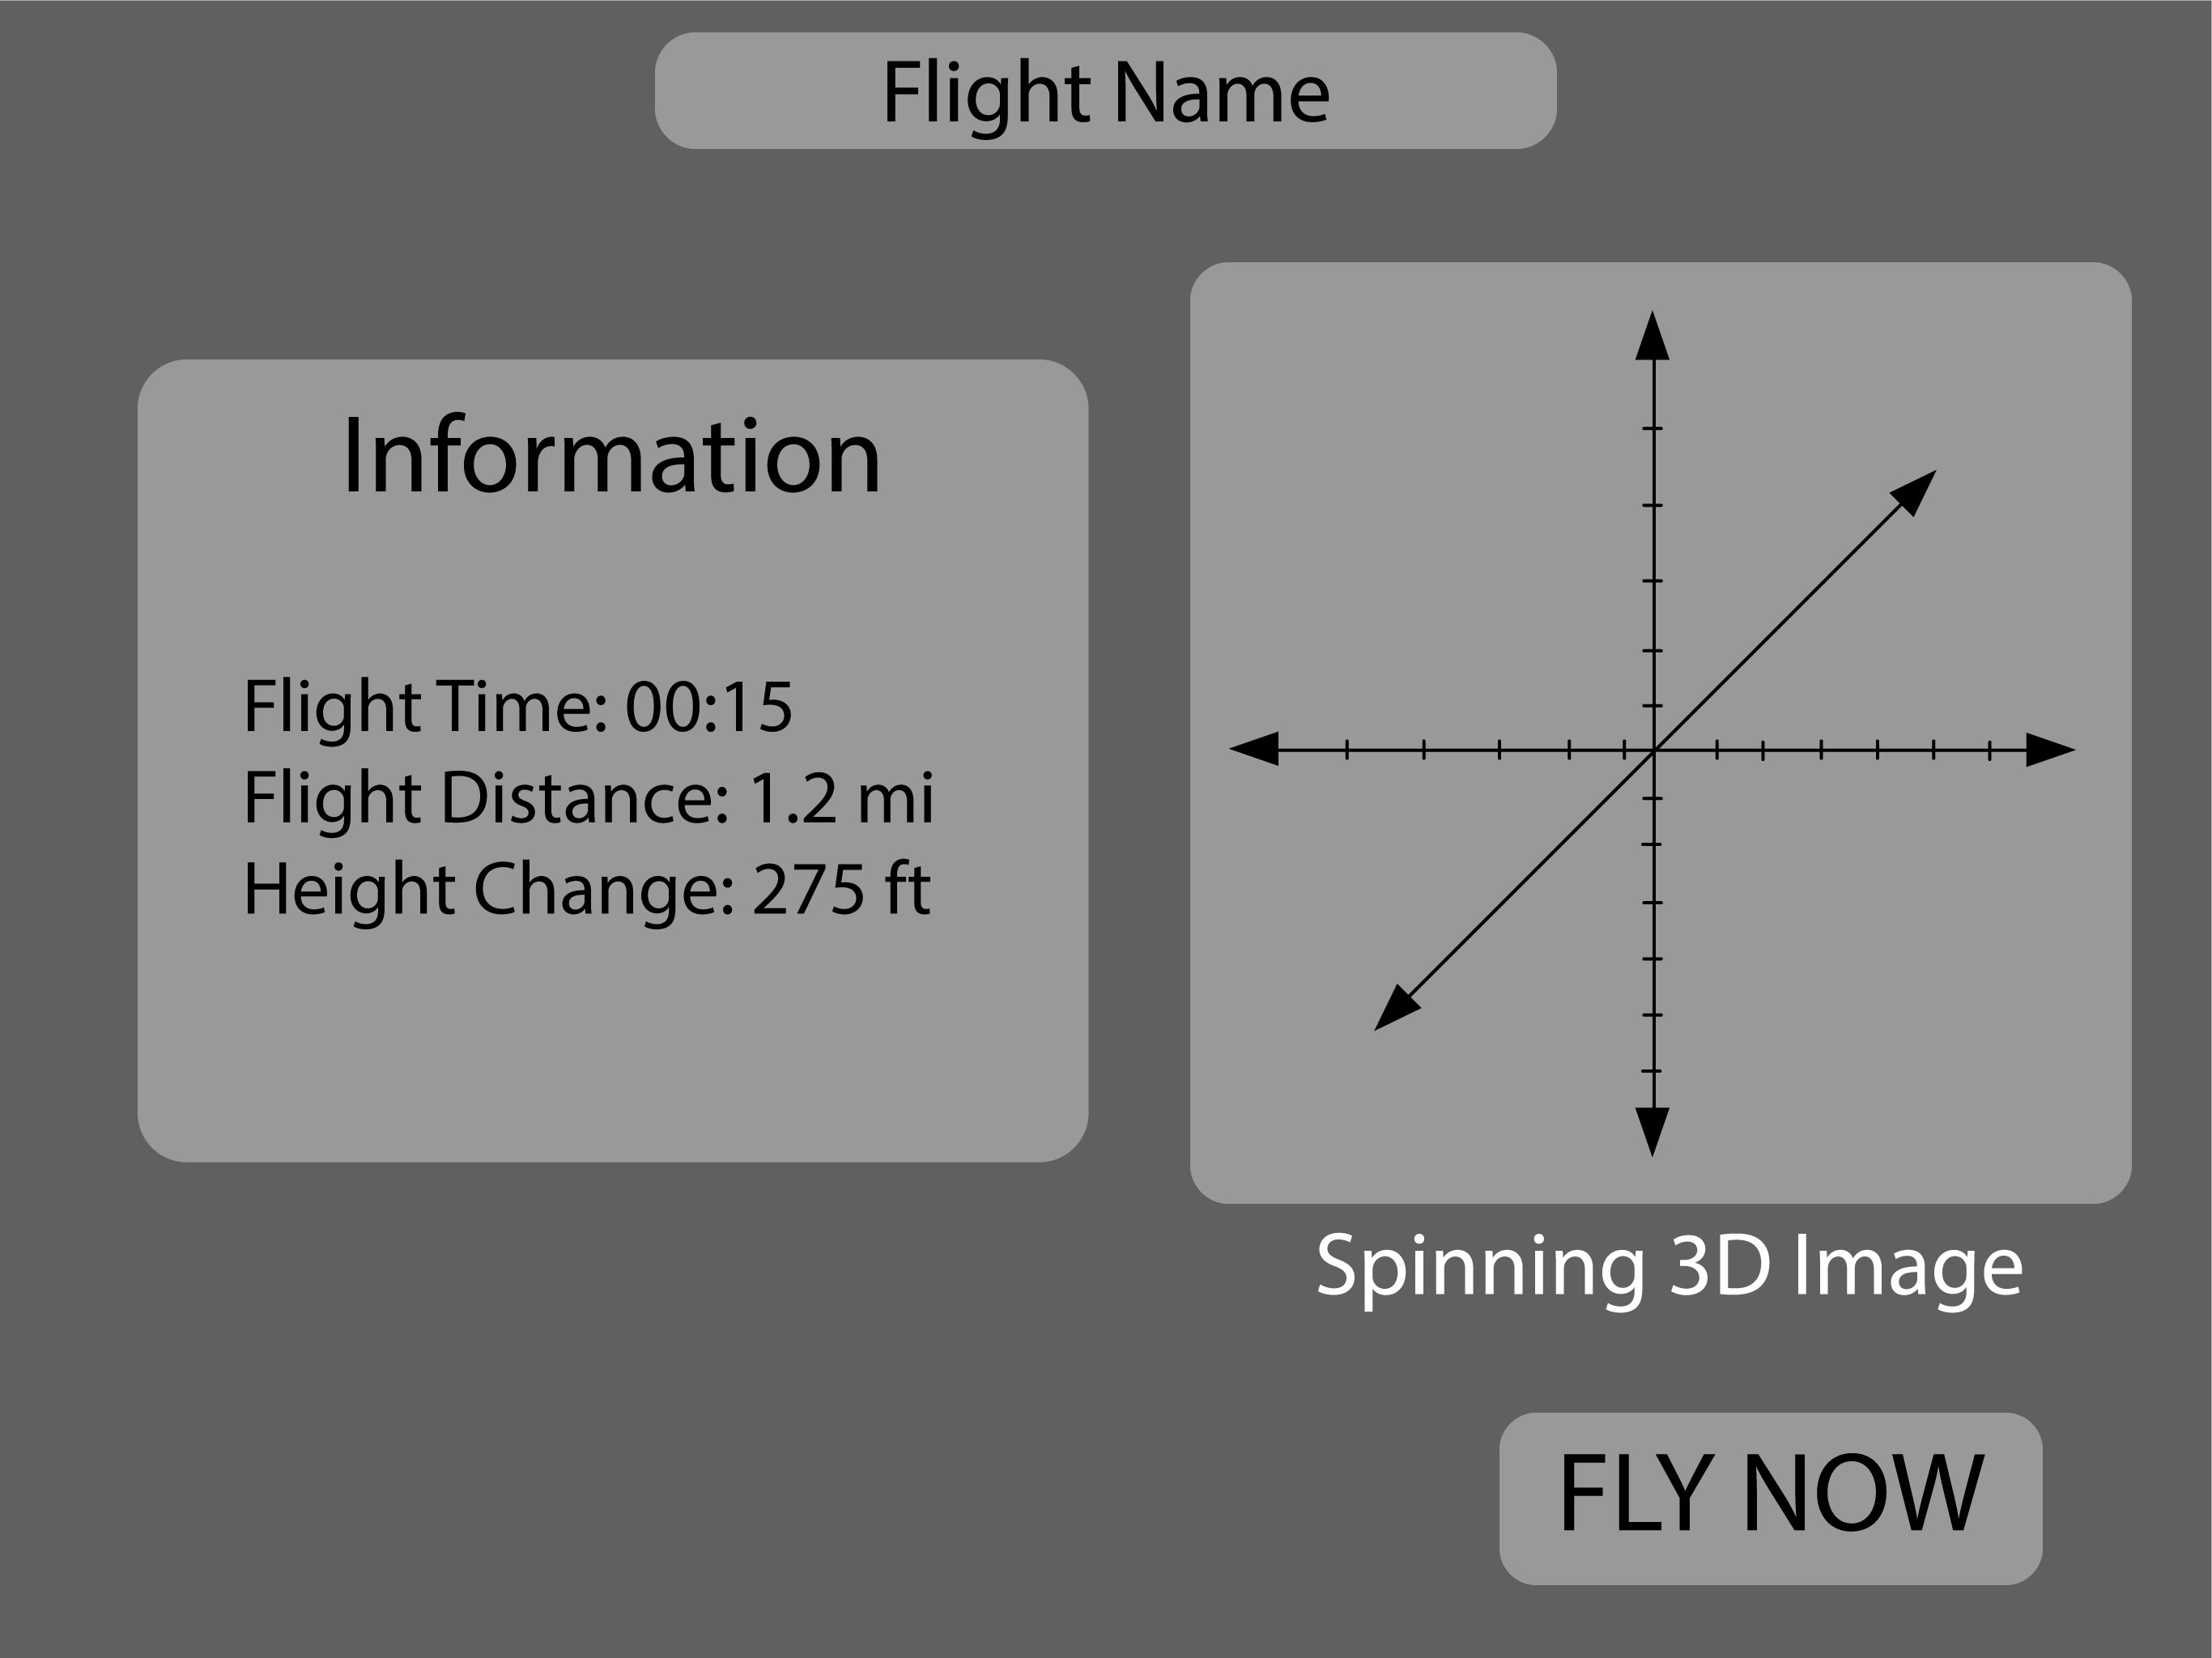 Flight Name
Information
Flight Time: 00:15
Flight Distance: 1.2 mi
Height Change: 275 ft
Spinning 3D Image
FLY NOW